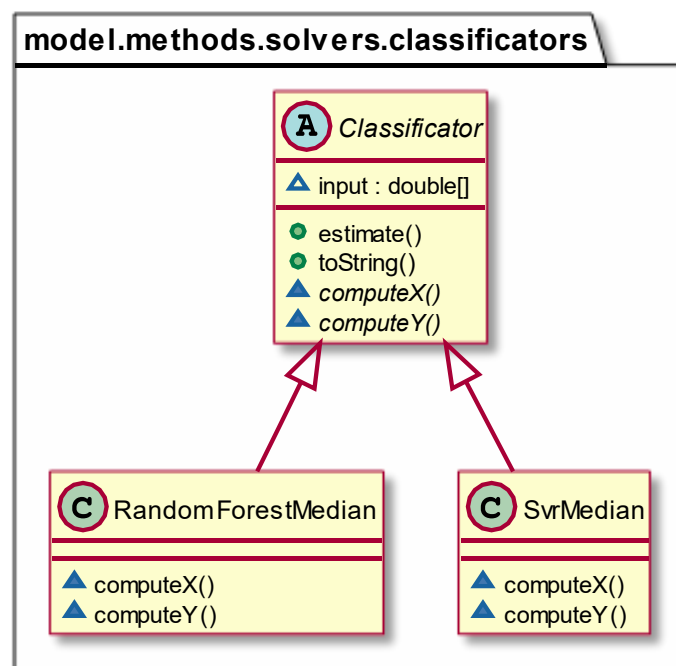 model.methods.solvers.classificators
A Classificator
input : double[]
estimate()
toString()
computeX()
computeY()
C RandomForestMedian
computeX()
computeY()
C SvrMedian
computeX()
computeY()